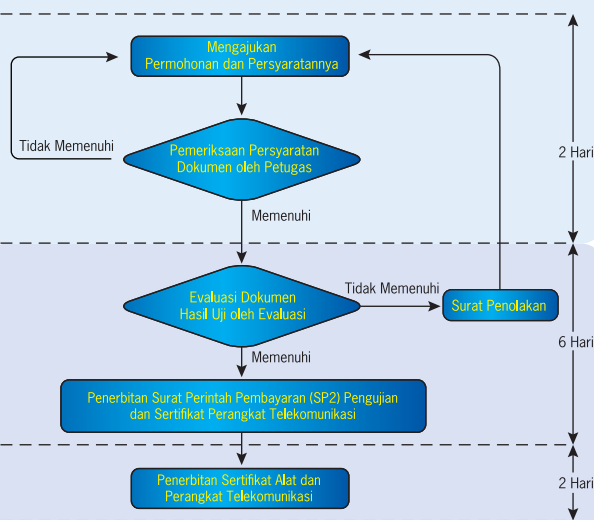 Mengajukan
Permohonan dan Persyaratannya
Tidak Memenuhi
Pemeriksaan Persyaratan
Dokumen oleh Petugas
2 Hari
Memenuhi
Evaluasi Dokumen
Hasil Uji oleh Evaluasi
Tidak Memenuhi
Surat Penolakan
6 Hari
Memenuhi
Penerbitan Surat Perintah Pembayaran (SP2) Pengujian
dan Sertifikat Perangkat Telekomunikasi
Penerbitan Sertifikat Alat dan
Perangkat Telekomunikasi
2 Hari